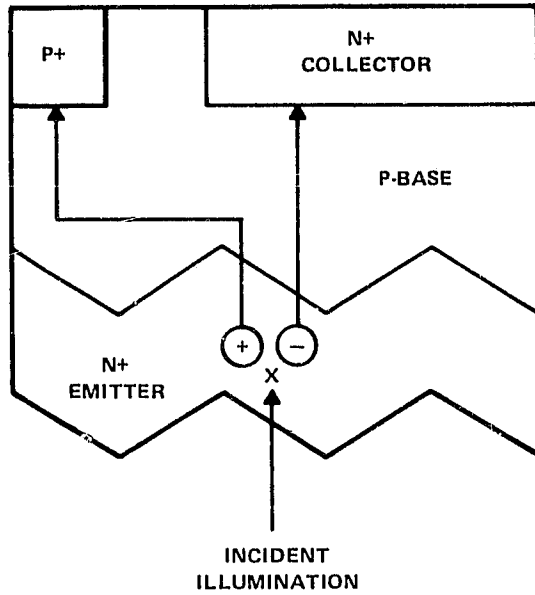 P+
N+
COLLECTOR
P-BASE
+
−
X
N+
EMITTER
INCIDENT
ILLUMINATION